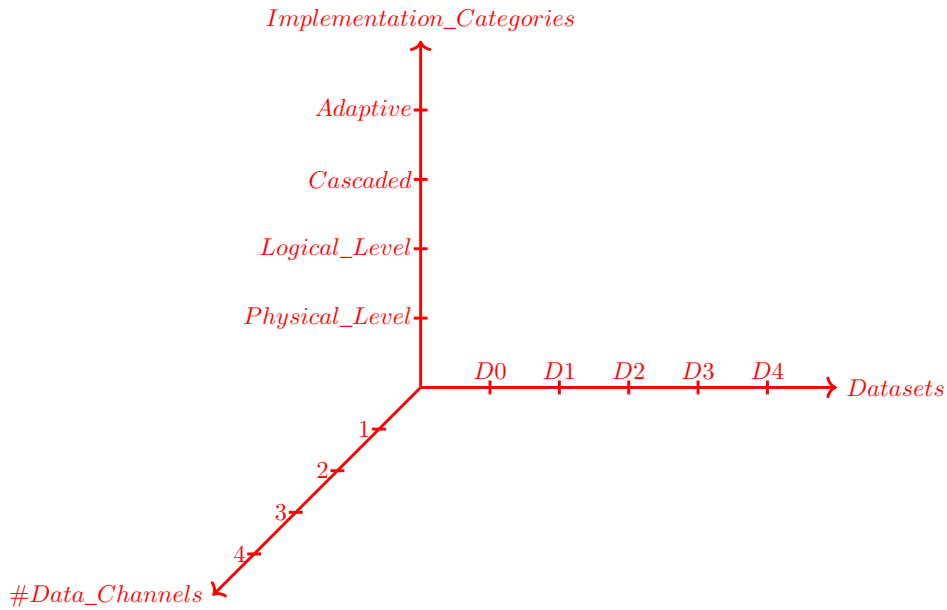 Implementation_Categories
Adaptive
Cascaded
Logical_Level
Physical_Level
D0 D1 D2 D3 D4
Datasets
1
2
3
4
#Data_Channels